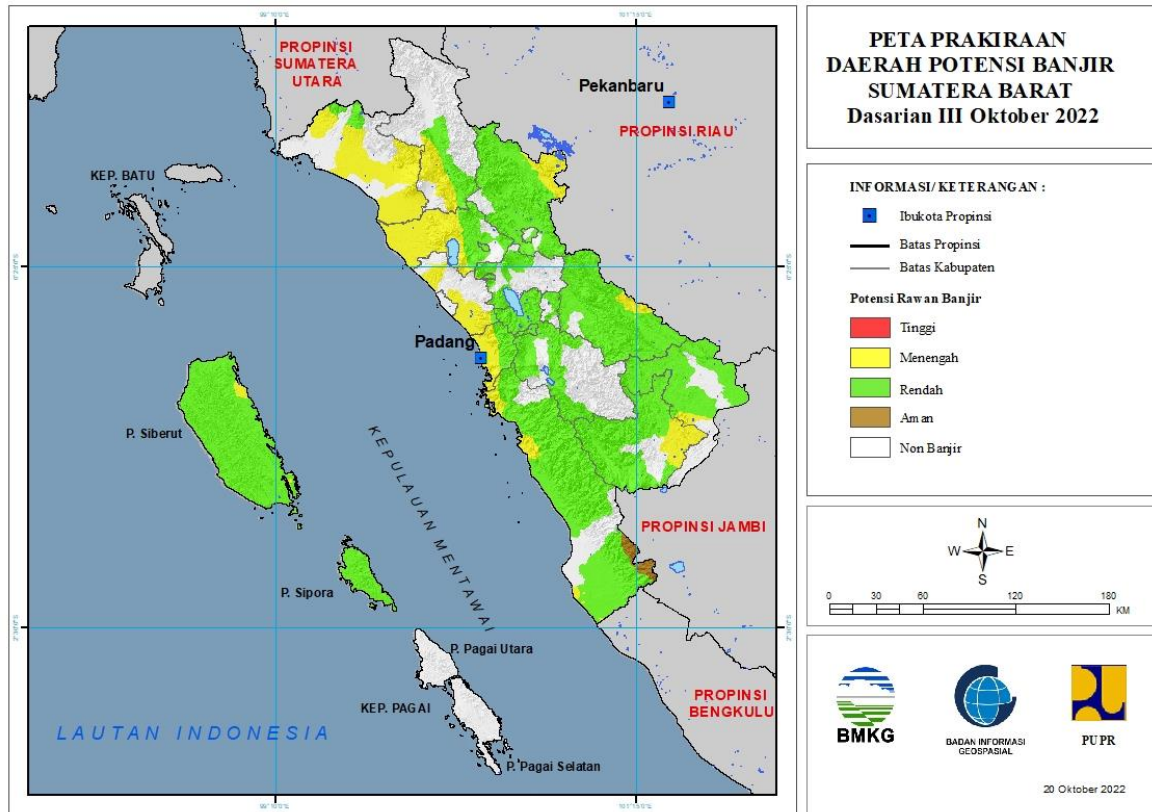 PETA PRAKIRAAN
DAERAH POTENSI BANJIR
SUMATERA BARAT
Dasarian III Oktober 2022
PROPINSI
SUMATERA
UTARA
Pekanbaru
PROPINSI RIAU
KEP. BATU
Padang
P. Siberut
KEPULAUAN MENTAWAI
PROPINSI JAMBI
P. Sipora
P. Pagai Utara
KEP. PAGAI
PROPINSI
BENGKULU
LAUTAN INDONESIA
P. Pagai Selatan
INFORMASI/ KETERANGAN :
Ibukota Propinsi
Batas Propinsi
Batas Kabupaten
Potensi Rawan Banjir
Tinggi
Menengah
Rendah
Aman
Non Banjir
N
W E
S
0 30 60 120 180
KM
BMKG
BADAN INFORMASI
GEOSPASIAL
PUPR
20 Oktober 2022